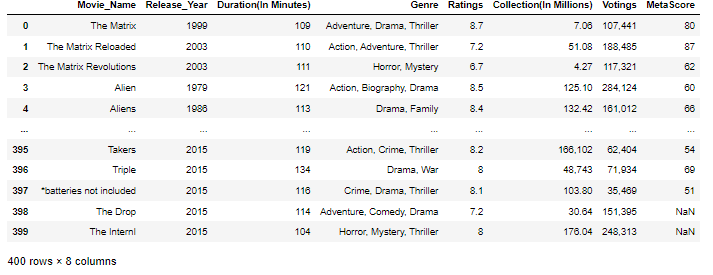 Movie_Name Release_Year Duration(In Minutes) Genre Ratings Collection(In Millions) Votings MetaScore
0 The Matrix 1999 109 Adventure, Drama, Thriller 8.7 7.06 107,441 80
1 The Matrix Reloaded 2003 110 Action, Adventure, Thriller 7.2 51.08 188,485 87
2 The Matrix Revolutions 2003 111 Horror, Mystery 6.7 4.27 117,321 62
3 Alien 1979 121 Action, Biography, Drama 8.5 125.10 284,124 60
4 Aliens 1986 113 Drama, Family 8.4 132.42 161,012 66
... ... ... ... ... ... ... ... ...
395 Takers 2015 119 Action, Crime, Thriller 8.2 166,102 62,404 54
396 Triple 2015 134 Drama, War 8 48,743 71,934 69
397 *batteries not included 2015 116 Crime, Drama, Thriller 8.1 103.80 35,469 51
398 The Drop 2015 114 Adventure, Comedy, Drama 7.2 30.64 151,395 NaN
399 The Internl 2015 104 Horror, Mystery, Thriller 8 176.04 248,313 NaN
400 rows × 8 columns